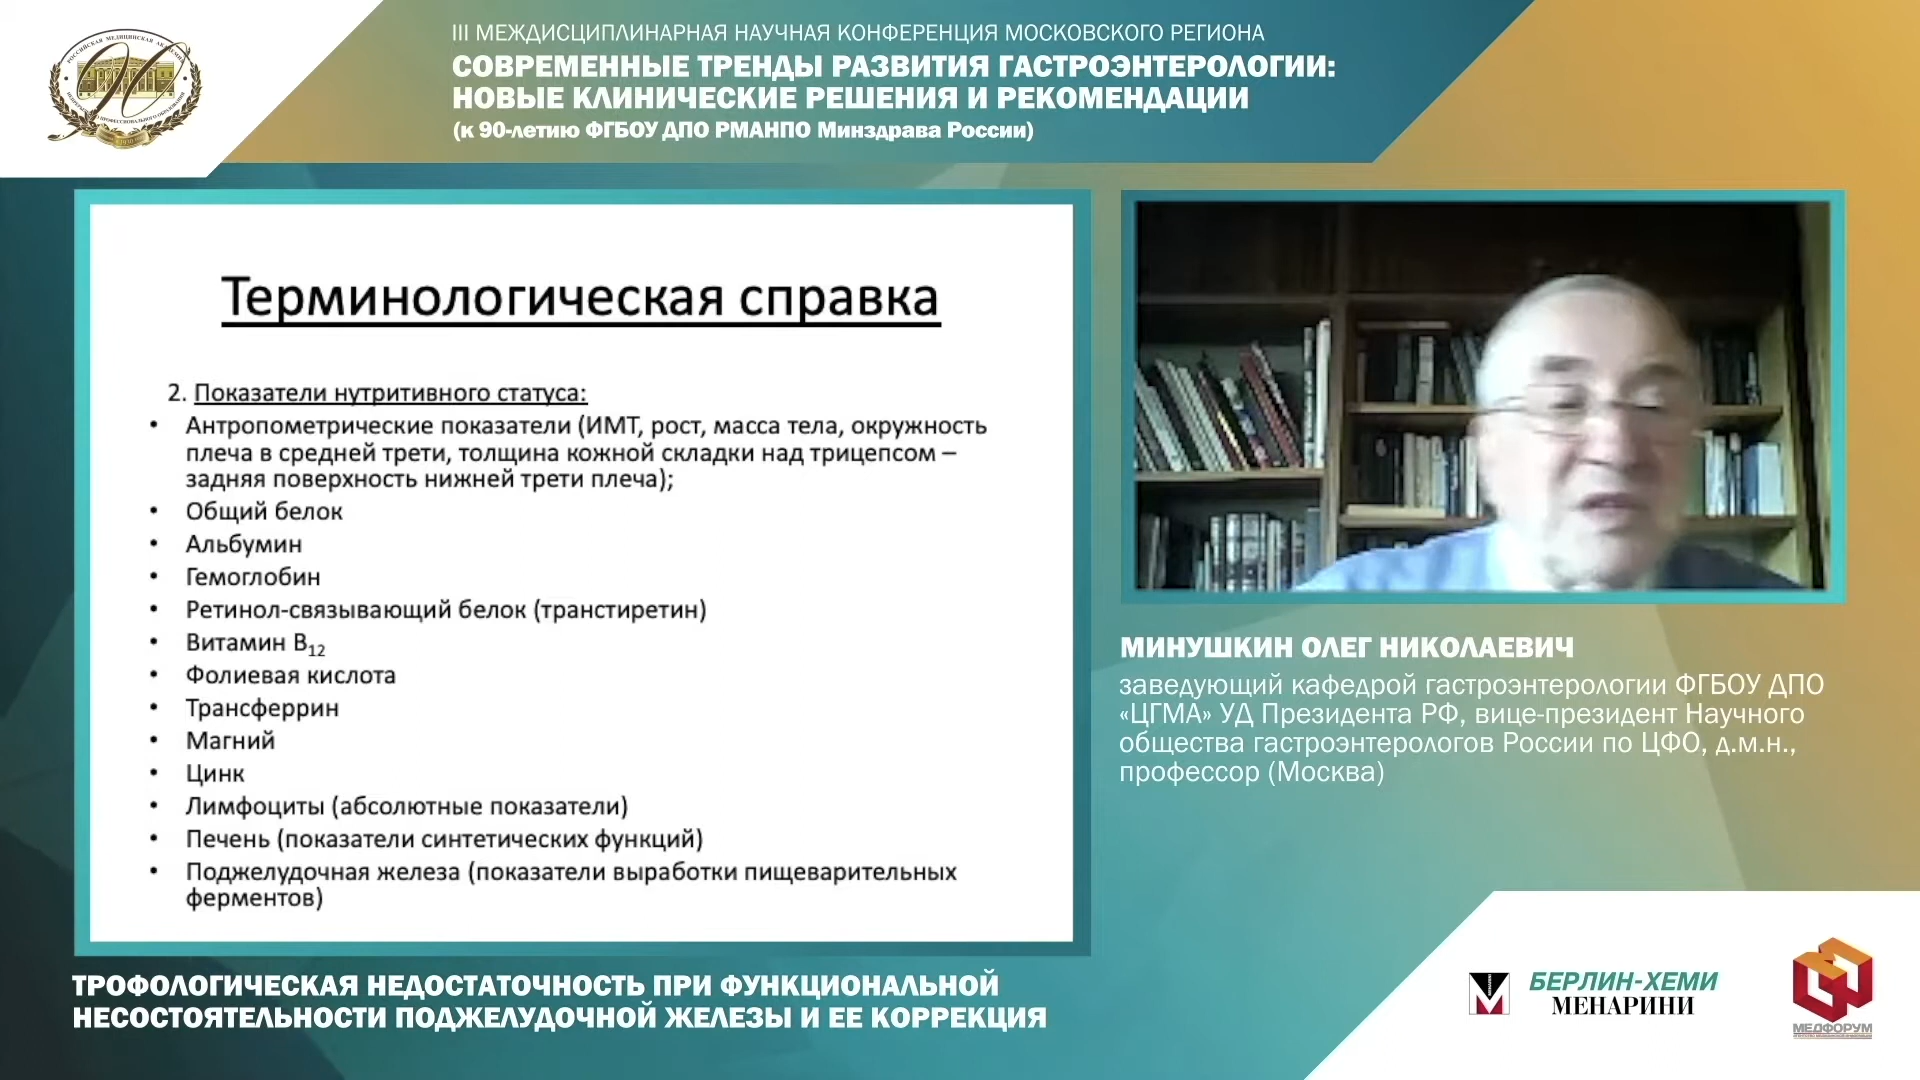 III МЕЖДИСЦИПЛИНАРНАЯ НАУЧНАЯ КОНФЕРЕНЦИЯ МОСКОВСКОГО РЕГИОНА
СОВРЕМЕННЫЕ ТРЕНДЫ РАЗВИТИЯ ГАСТРОЭНТЕРОЛОГИИ:
НОВЫЕ КЛИНИЧЕСКИЕ РЕШЕНИЯ И РЕКОМЕНДАЦИИ
(к 90-летию ФГБОУ ДПО РМАНПО Минздрава России)
Терминологическая справка
2. Показатели нутритивного статуса:
• Антропометрические показатели (ИМТ, рост, масса тела, окружность
плеча в средней трети, толщина кожной складки над трицепсом –
задняя поверхность нижней трети плеча);
• Общий белок
• Альбумин
• Гемоглобин
• Ретинол-связывающий белок (транстиретин)
• Витамин B12
• Фолиевая кислота
• Трансферрин
• Магний
• Цинк
• Лимфоциты (абсолютные показатели)
• Печень (показатели синтетических функций)
• Поджелудочная железа (показатели выработки пищеварительных
ферментов)
МИНУШКИН ОЛЕГ НИКОЛАЕВИЧ
заведующий кафедрой гастроэнтерологии ФГБОУ ДПО
«ЦГМА» УД Президента РФ, вице-президент Научного
общества гастроэнтерологов России по ЦФО, д.м.н.,
профессор (Москва)
ТРОФОЛОГИЧЕСКАЯ НЕДОСТАТОЧНОСТЬ ПРИ ФУНКЦИОНАЛЬНОЙ
НЕСОСТОЯТЕЛЬНОСТИ ПОДЖЕЛУДОЧНОЙ ЖЕЛЕЗЫ И ЕЕ КОРРЕКЦИЯ
БЕРЛИН-ХЕМИ
МЕНАРИНИ
МЕДФОРУМ